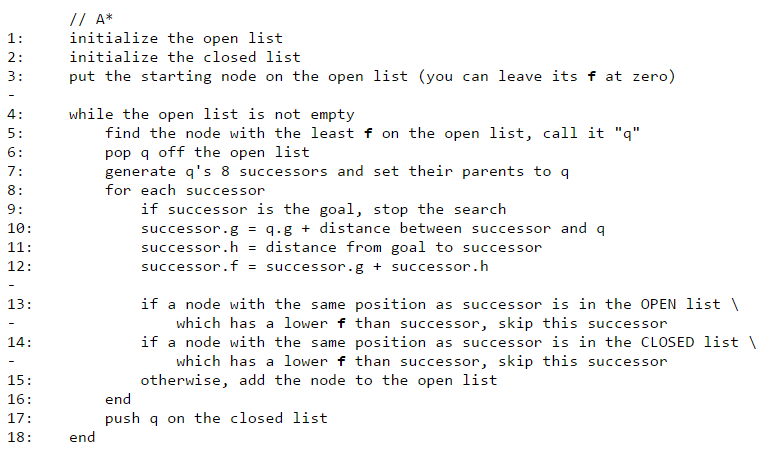 // A*
1: initialize the open list
2: initialize the closed list
3: put the starting node on the open list (you can leave its f at zero)
-
4: while the open list is not empty
5: find the node with the least f on the open list, call it "q"
6: pop q off the open list
7: generate q's 8 successors and set their parents to q
8: for each successor
9: if successor is the goal, stop the search
10: successor.g = q.g + distance between successor and q
11: successor.h = distance from goal to successor
12: successor.f = successor.g + successor.h
-
13: if a node with the same position as successor is in the OPEN list \
- which has a lower f than successor, skip this successor
14: if a node with the same position as successor is in the CLOSED list \
- which has a lower f than successor, skip this successor
15: otherwise, add the node to the open list
16: end
17: push q on the closed list
18: end